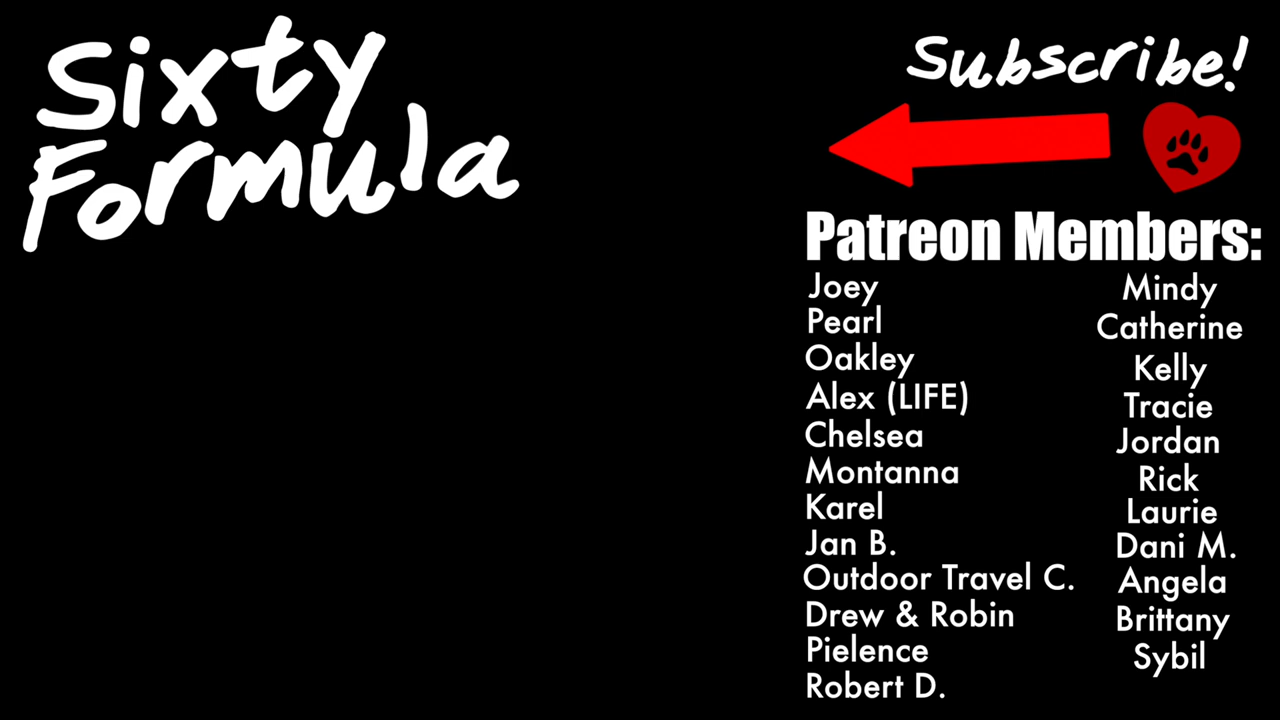 Sixty
Formula
Subscribe!
Patreon Members:
Joey
Pearl
Oakley
Alex (LIFE)
Chelsea
Montanna
Karel
Jan B.
Outdoor Travel C.
Drew & Robin
Pielence
Robert D.
Mindy
Catherine
Kelly
Tracie
Jordan
Rick
Laurie
Dani M.
Angela
Brittany
Sybil